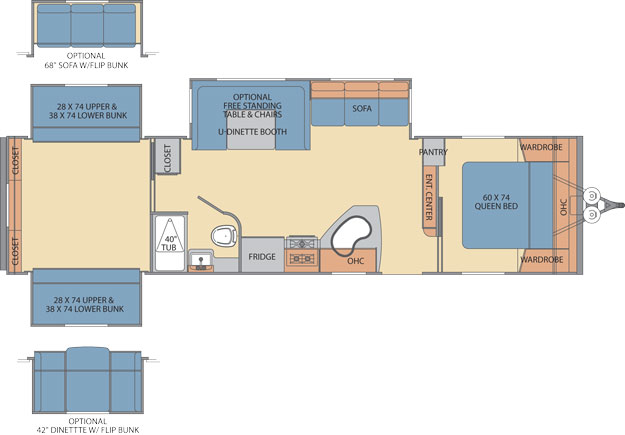 OPTIONAL
68" SOFA W/FLIP BUNK
28 X 74 UPPER &
38 X 74 LOWER BUNK
OPTIONAL
FREE STANDING
TABLE & CHAIRS
U-DINETTE BOOTH
SOFA
CLOSET
CLOSET
PANTRY
WARDROBE
ENT. CENTER
60 X 74
QUEEN BED
OHC
CLOSET
40"
TUB
FRIDGE
OHC
WARDROBE
28 X 74 UPPER &
38 X 74 LOWER BUNK
OPTIONAL
42" DINETTTE W/ FLIP BUNK